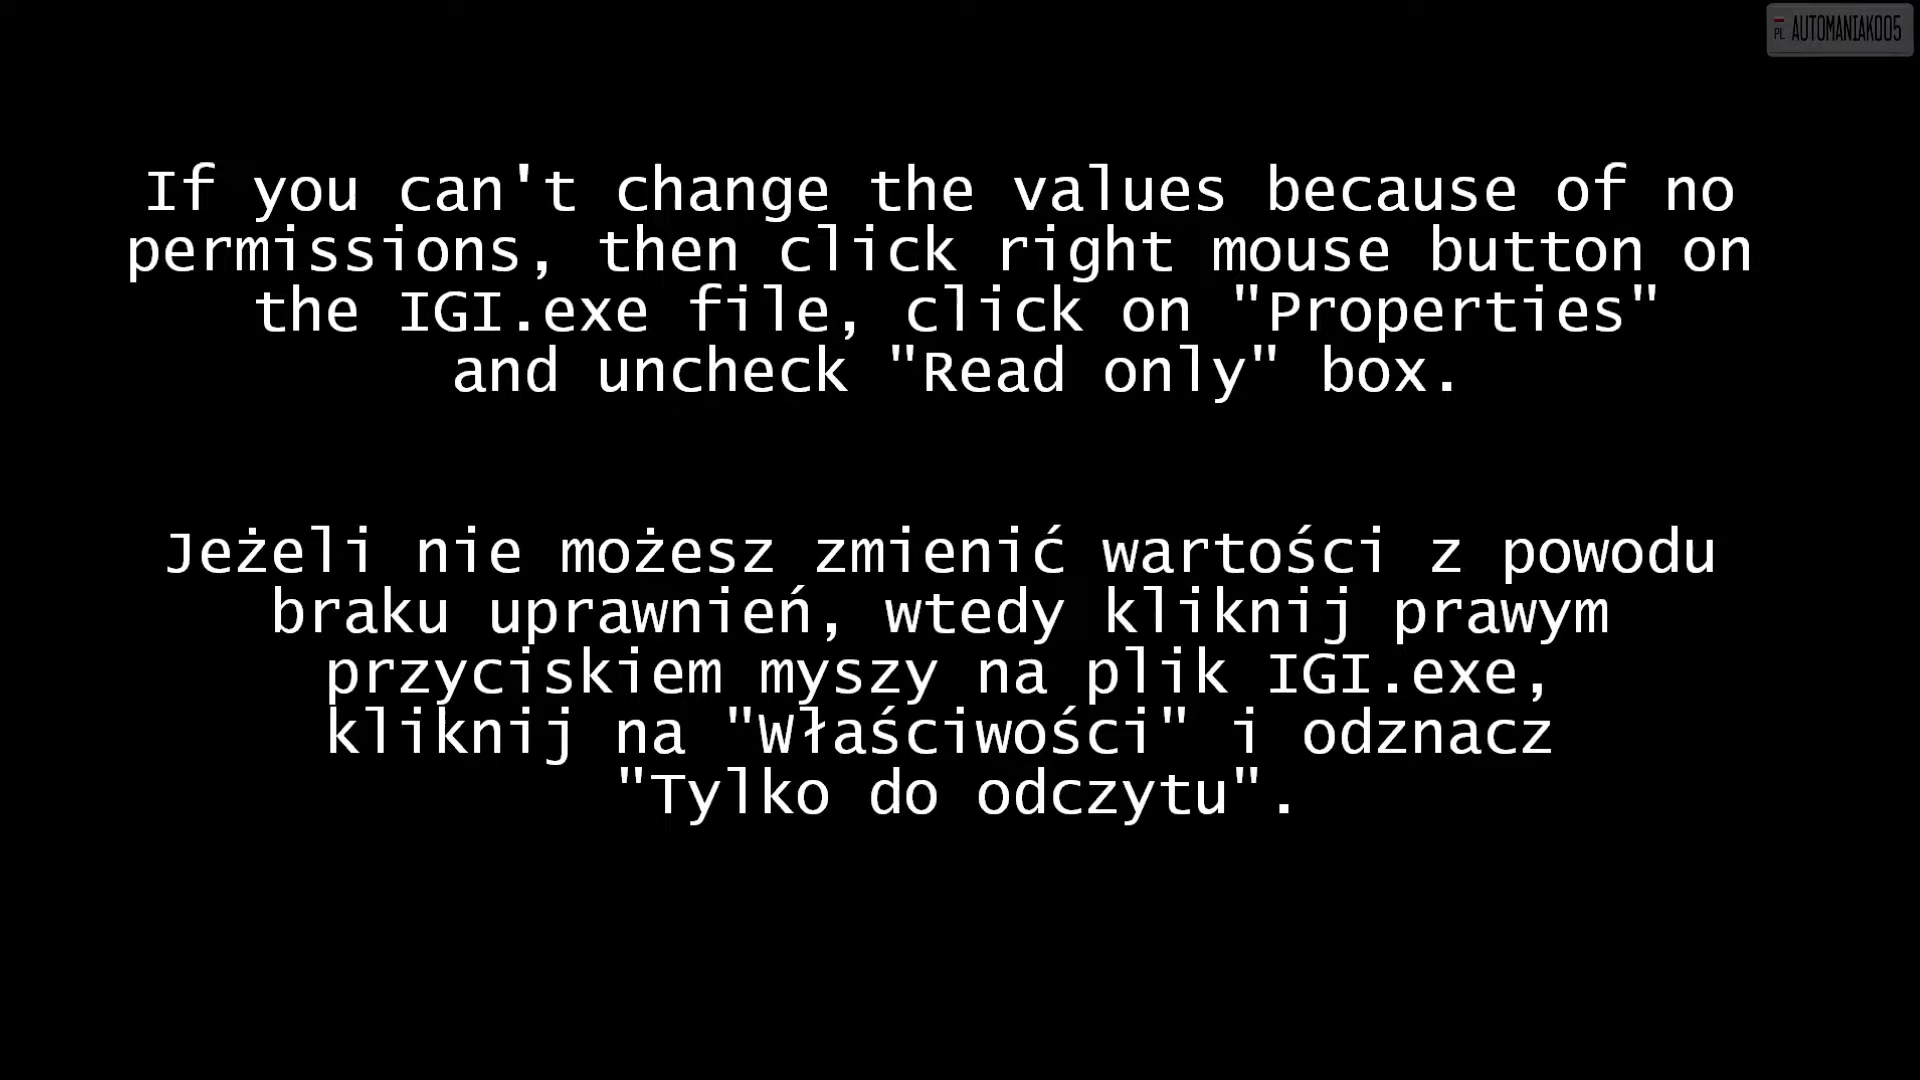 PL AUTOMANIAK005
If you can't change the values because of no
permissions, then click right mouse button on
the IGI.exe file, click on "Properties"
and uncheck "Read only" box.
Jeżeli nie możesz zmienić wartości z powodu
braku uprawnień, wtedy kliknij prawym
przyciskiem myszy na plik IGI.exe,
kliknij na "Właściwości" i odznacz
"Tylko do odczytu".